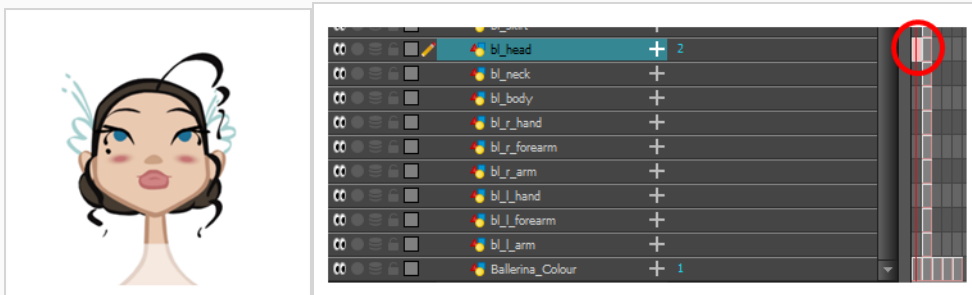 bl_head 2
bl_neck
bl_body
bl_r_hand
bl_r_forearm
bl_r_arm
bl_l_hand
bl_l_forearm
bl_l_arm
Ballerina_Colour 1